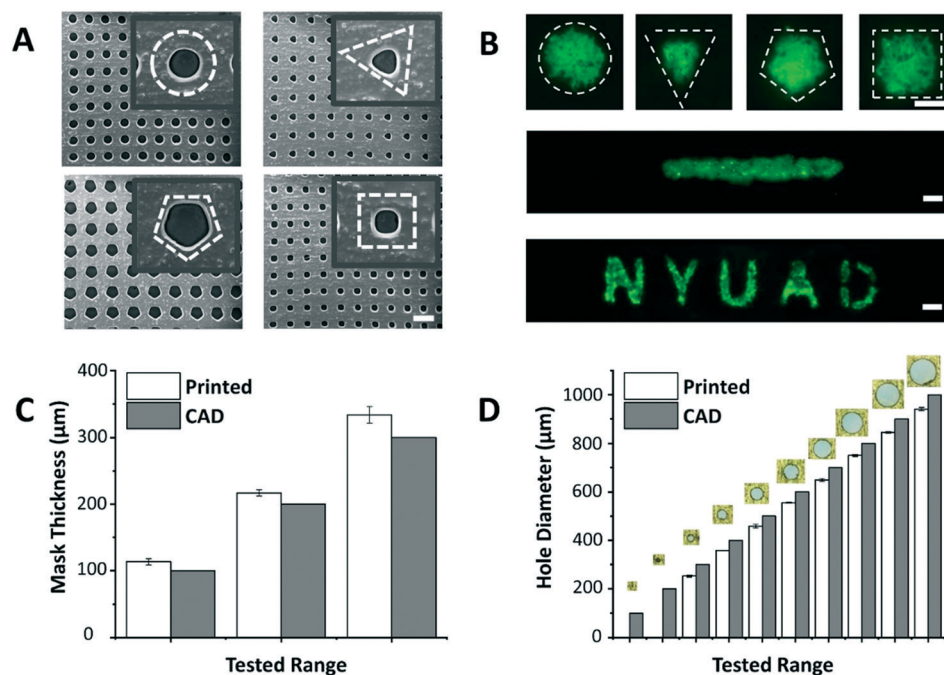 A
B
NYUAD
C
Printed
CAD
Mask Thickness (µm)
400
300
200
100
0
Tested Range
D
Printed
CAD
Hole Diameter (µm)
1000
800
600
400
200
0
Tested Range